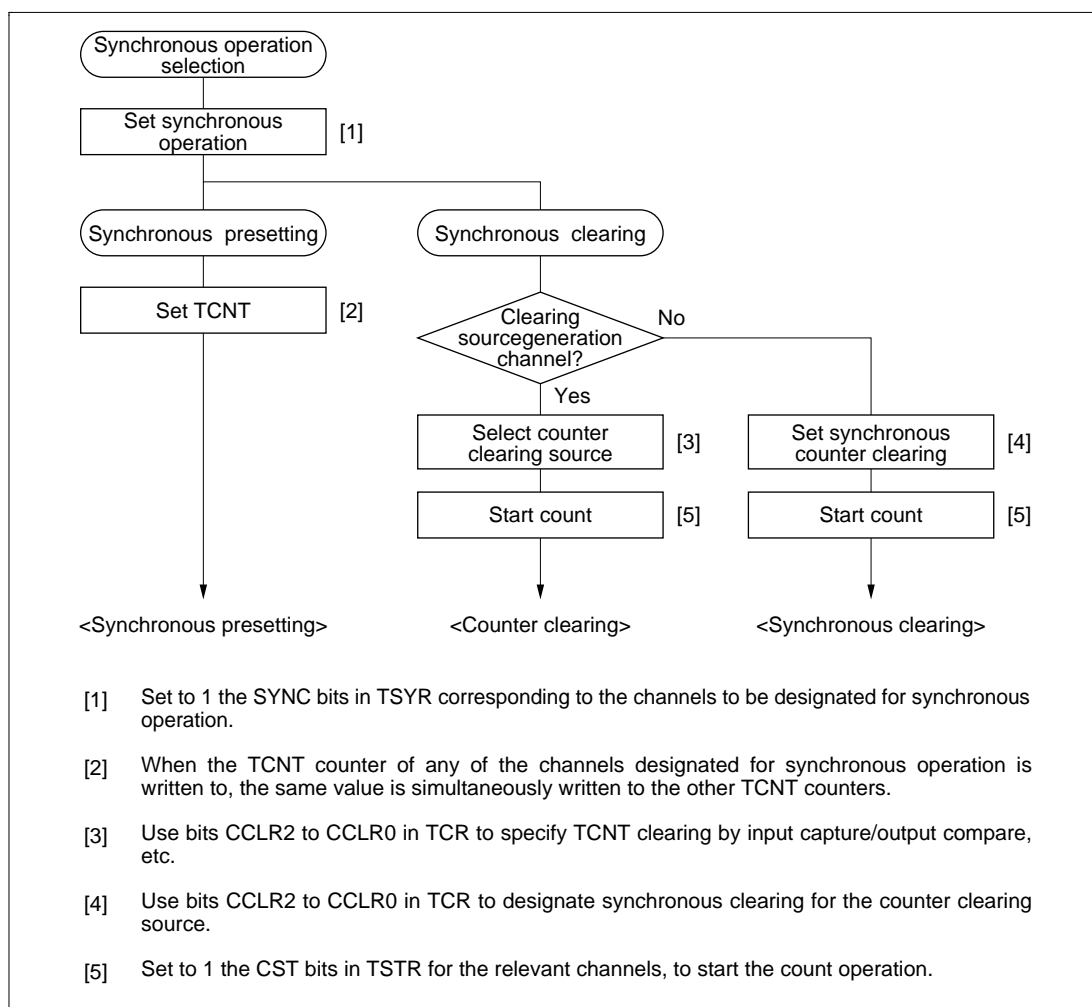 Synchronous operation
selection
Set synchronous
operation
[1]
Synchronous presetting
Synchronous clearing
Set TCNT
[2]
Clearing
sourcegeneration
channel?
No
Yes
Select counter
clearing source
[3]
Set synchronous
counter clearing
[4]
Start count
[5]
Start count
[5]
<Synchronous presetting>
<Counter clearing>
<Synchronous clearing>
[1] Set to 1 the SYNC bits in TSYR corresponding to the channels to be designated for synchronous
operation.
[2] When the TCNT counter of any of the channels designated for synchronous operation is
written to, the same value is simultaneously written to the other TCNT counters.
[3] Use bits CCLR2 to CCLR0 in TCR to specify TCNT clearing by input capture/output compare,
etc.
[4] Use bits CCLR2 to CCLR0 in TCR to designate synchronous clearing for the counter clearing
source.
[5] Set to 1 the CST bits in TSTR for the relevant channels, to start the count operation.